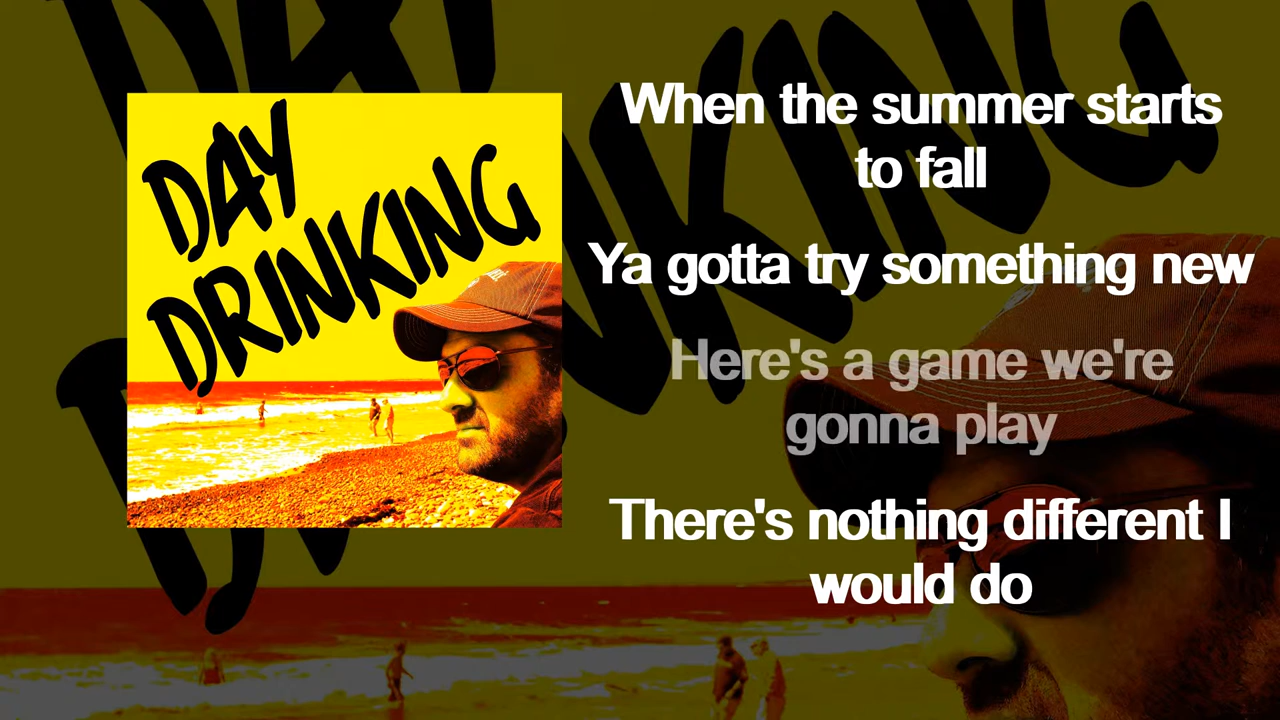 DAY
DRINKING
When the summer starts
to fall
Ya gotta try something new
Here's a game we're
gonna play
There's nothing different I
would do